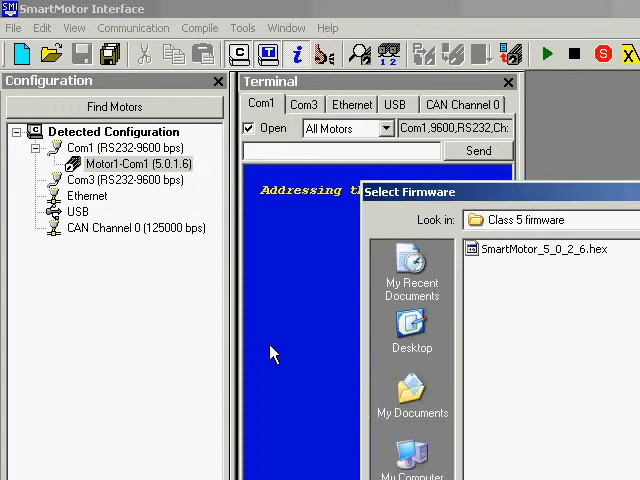 SMI SmartMotor Interface
File Edit View Communication Compile Tools Window Help
Configuration
Find Motors
Detected Configuration
Com1 (RS232-9600 bps)
Motor1-Com1 (5.0.1.6)
Com3 (RS232-9600 bps)
Ethernet
USB
CAN Channel 0 (125000 bps)
Terminal
Com1 Com3 Ethernet USB CAN Channel 0
Open All Motors Com1,9600,RS232,Ch:
Send
Addressing
Select Firmware
Look in: Class 5 firmware
SmartMotor_5_0_2_6.hex
My Recent
Documents
Desktop
My Documents
My Computer